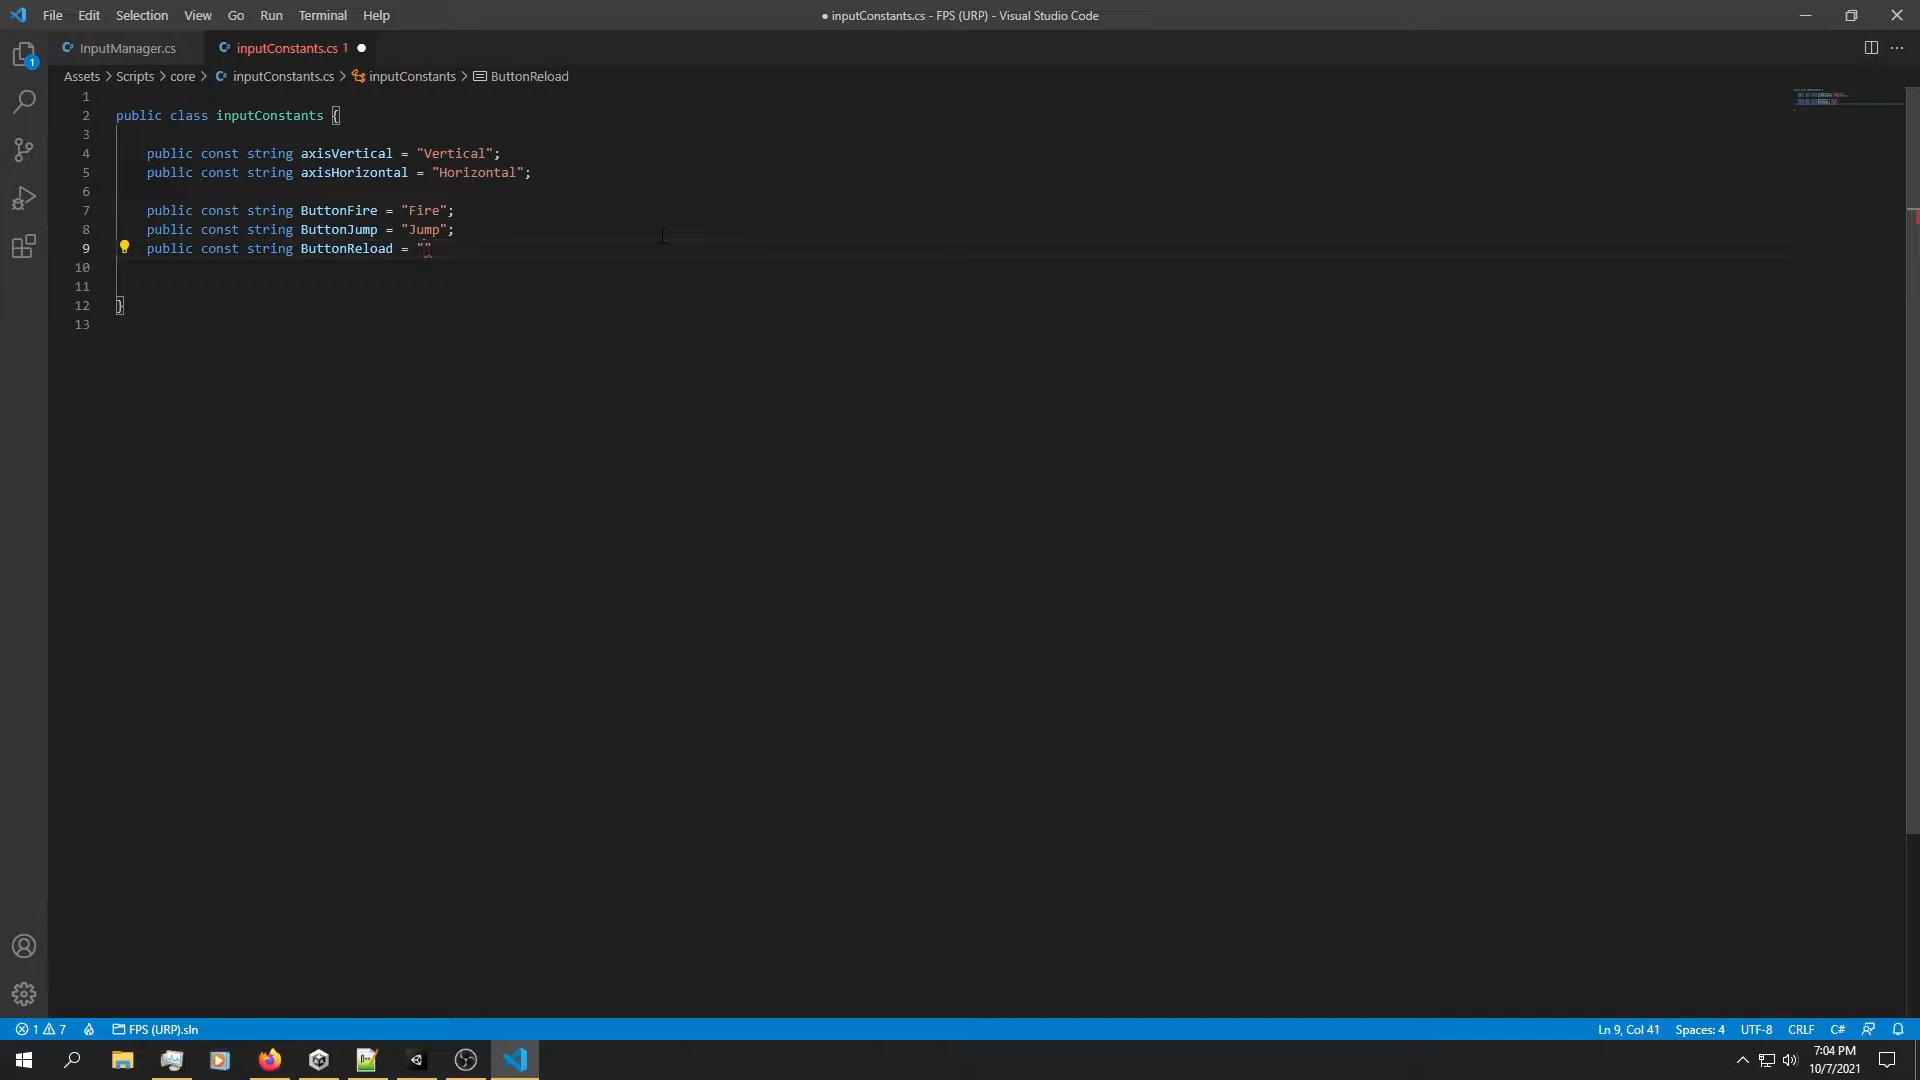 File Edit Selection View Go Run Terminal Help
● inputConstants.cs - FPS (URP) - Visual Studio Code
InputManager.cs
inputConstants.cs 1
Assets > Scripts > core > inputConstants.cs > inputConstants > ButtonReload
1
2 public class inputConstants {
3
4 public const string axisVertical = "Vertical";
5 public const string axisHorizontal = "Horizontal";
6
7 public const string ButtonFire = "Fire";
8 public const string ButtonJump = "Jump";
9 public const string ButtonReload = ""
10
11
12 }
13
1
1 7 FPS (URP).sln
Ln 9, Col 41 Spaces: 4 UTF-8 CRLF C#
7:04 PM
10/7/2021